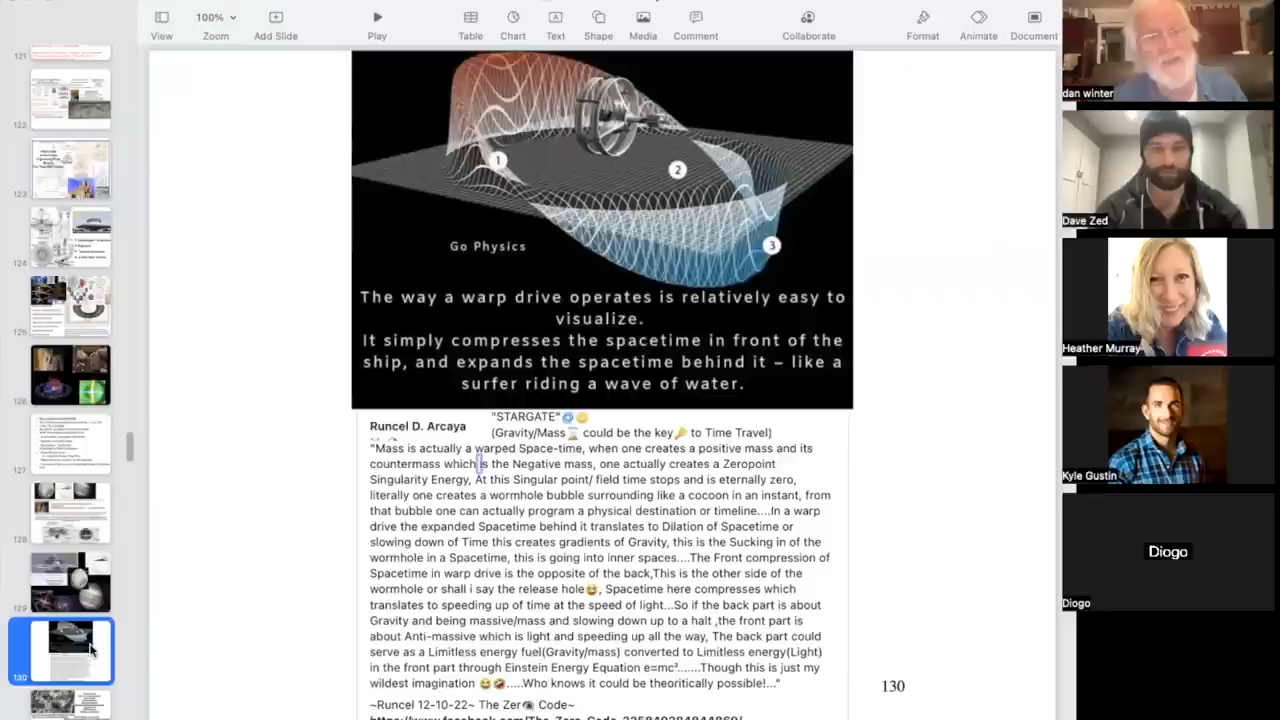 100%
View
Zoom
Add Slide
Play
Table
Chart
Text
Shape
Media
Comment
Collaborate
Format
Animate
Document
121
122
123
124
125
126
127
128
129
130
1
2
3
Go Physics
The way a warp drive operates is relatively easy to
visualize.
It simply compresses the spacetime in front of the
ship, and expands the spacetime behind it – like a
surfer riding a wave of water.
"STARGATE"🌀🌕
Runcel D. Arcaya
(Gravity/Mass⌛ could be the key🔑 to Time Travel)
"Mass is actually a warped Space-time, when one creates a positive mass and its
countermass which is the Negative mass, one actually creates a Zeropoint
Singularity Energy, At this Singular point/ field time stops and is eternally zero,
literally one creates a wormhole bubble surrounding like a cocoon in an instant, from
that bubble one can actually program a physical destination or timeline....In a warp
drive the expanded Spacetime behind it translates to Dilation of Spacetime or
slowing down of Time this creates gradients of Gravity, this is the Sucking in of the
wormhole in a Spacetime, this is going into inner spaces....The Front compression of
Spacetime in warp drive is the opposite of the back,This is the other side of the
wormhole or shall i say the release hole😆, Spacetime here compresses which
translates to speeding up of time at the speed of light...So if the back part is about
Gravity and being massive/mass and slowing down up to a halt ,the front part is
about Anti-massive which is light and speeding up all the way, The back part could
serve as a Limitless energy fuel(Gravity/mass) converted to Limitless energy(Light)
in the front part through Einstein Energy Equation e=mc²......Though this is just my
wildest imagination 😆🤣....Who knows it could be theoritically possible!..."
~Runcel 12-10-22~ The Zer Code~
130
dan winter
Dave Zed
Heather Murray
Kyle Gustin
Diogo
Diogo